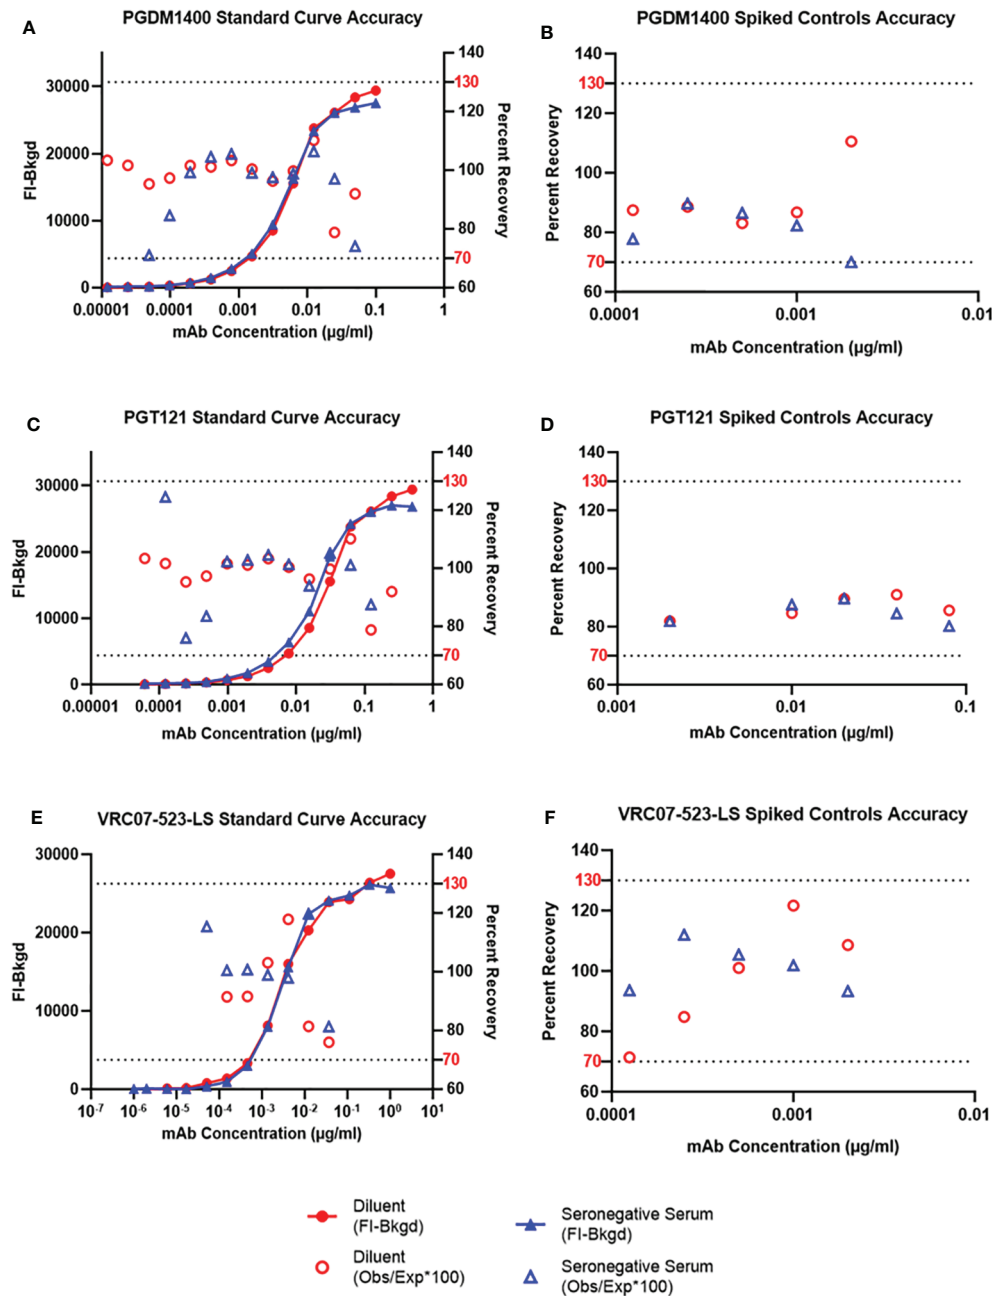 A
PGDM1400 Standard Curve Accuracy
30000
20000
10000
0
FI-Bkgd
140
130
120
100
80
70
60
Percent Recovery
0.00001
0.0001
0.001
0.01
0.1
1
mAb Concentration (µg/ml)
B
PGDM1400 Spiked Controls Accuracy
140
130
120
100
80
70
60
Percent Recovery
0.0001
0.001
0.01
mAb Concentration (µg/ml)
C
PGT121 Standard Curve Accuracy
30000
20000
10000
0
FI-Bkgd
140
130
120
100
80
70
60
Percent Recovery
0.00001
0.0001
0.001
0.01
0.1
1
mAb Concentration (µg/ml)
D
PGT121 Spiked Controls Accuracy
140
130
120
100
80
70
60
Percent Recovery
0.001
0.01
0.1
mAb Concentration (µg/ml)
E
VRC07-523-LS Standard Curve Accuracy
30000
20000
10000
0
FI-Bkgd
140
130
120
100
80
70
60
Percent Recovery
10⁻⁷
10⁻⁶
10⁻⁵
10⁻⁴
10⁻³
10⁻²
10⁻¹
10⁰
10¹
mAb Concentration (µg/ml)
F
VRC07-523-LS Spiked Controls Accuracy
140
130
120
100
80
70
60
Percent Recovery
0.0001
0.001
0.01
mAb Concentration (µg/ml)
Diluent
(FI-Bkgd)
Diluent
(Obs/Exp*100)
Seronegative Serum
(FI-Bkgd)
Seronegative Serum
(Obs/Exp*100)